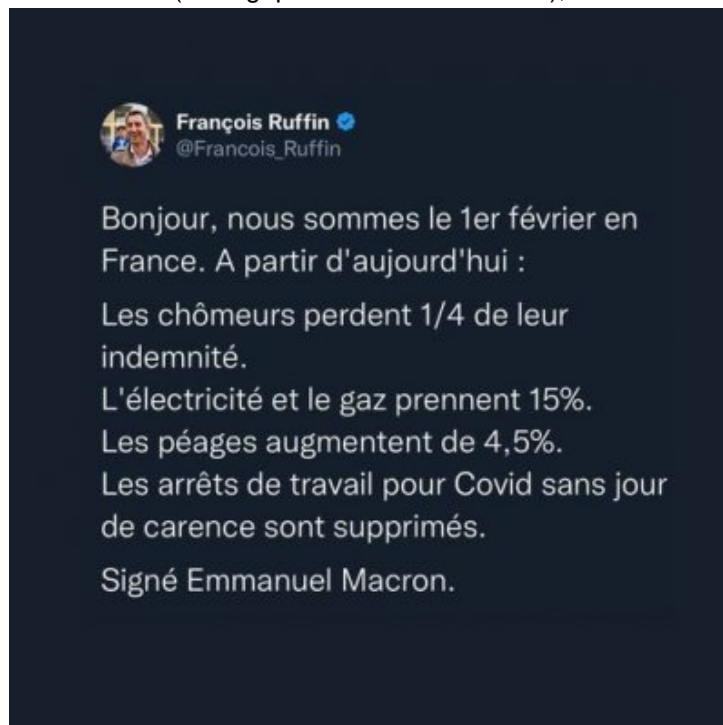 François Ruffin
@Francois_Ruffin
Bonjour, nous sommes le 1er février en
France. A partir d'aujourd'hui :
Les chômeurs perdent 1/4 de leur
indemnité.
L'électricité et le gaz prennent 15%.
Les péages augmentent de 4,5%.
Les arrêts de travail pour Covid sans jour
de carence sont supprimés.
Signé Emmanuel Macron.